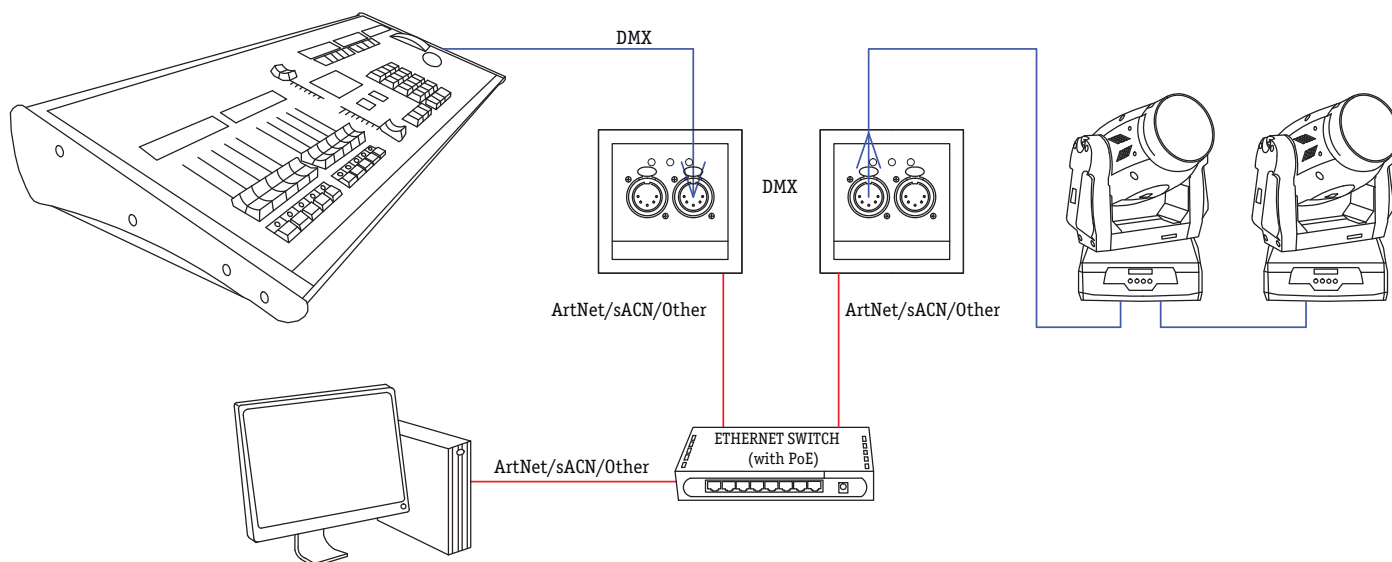 DMX
DMX
ArtNet/sACN/Other
ArtNet/sACN/Other
ETHERNET SWITCH
(with PoE)
ArtNet/sACN/Other